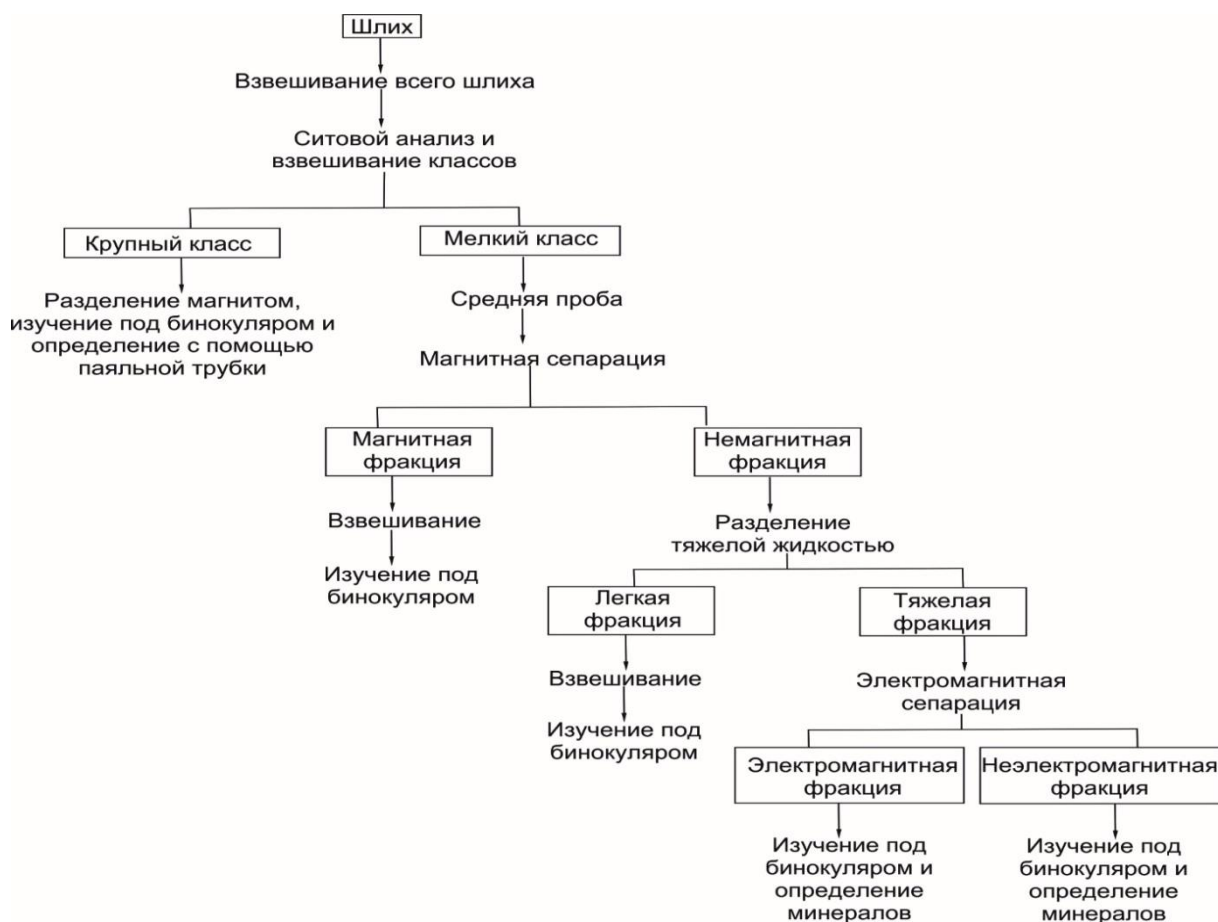 Шлих
Взвешивание всего шлиха
Ситовой анализ и
взвешивание классов
Крупный класс
Мелкий класс
Разделение магнитом,
изучение под бинокуляром и
определение с помощью
паяльной трубки
Средняя проба
Магнитная сепарация
Магнитная
фракция
Немагнитная
фракция
Взвешивание
Изучение под
бинокуляром
Разделение
тяжелой жидкостью
Легкая
фракция
Тяжелая
фракция
Взвешивание
Изучение под
бинокуляром
Электромагнитная
сепарация
Электромагнитная
фракция
Неэлектромагнитная
фракция
Изучение под
бинокуляром и
определение
минералов
Изучение под
бинокуляром и
определение
минералов